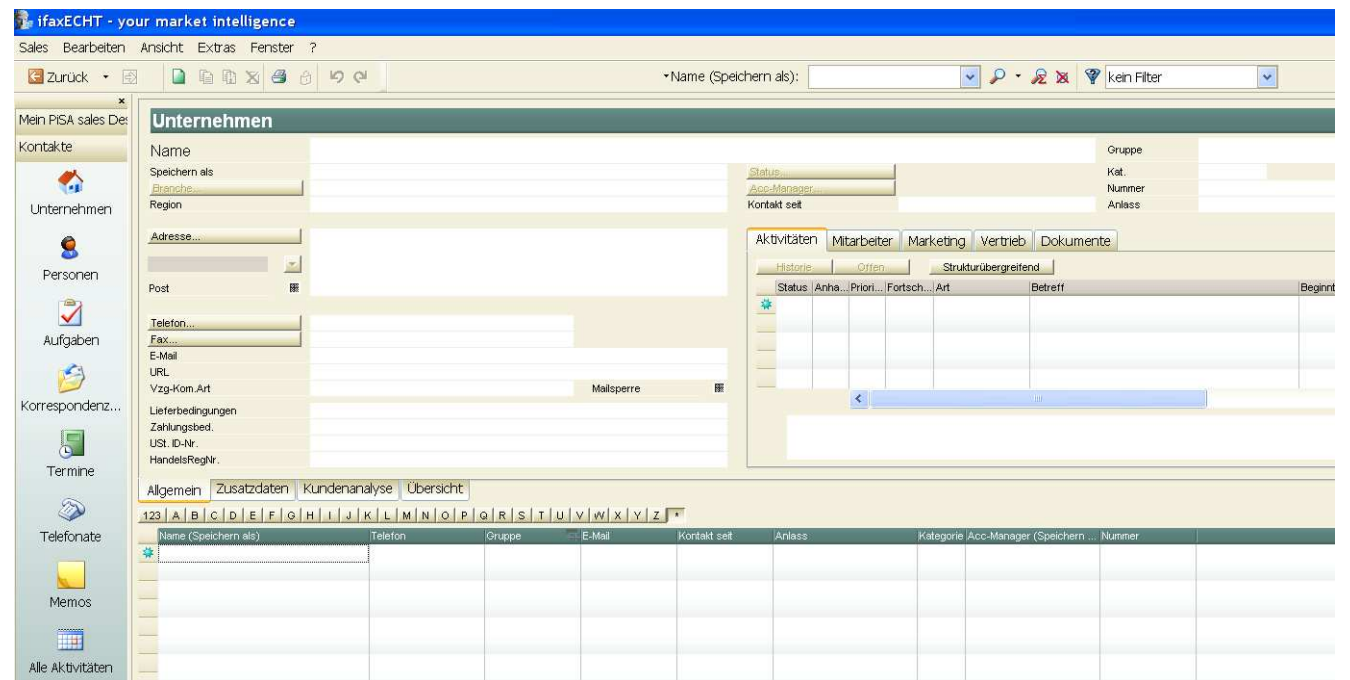 ifaxECHT - your market intelligence
Sales Bearbeiten Ansicht Extras Fenster ?
Zurück Name (Speichern als): kein Filter
Mein PiSA sales Des
Kontakte
Unternehmen
Personen
Aufgaben
Korrespondenz...
Termine
Telefonate
Memos
Alle Aktivitäten
Unternehmen
Name
Speichern als
Branche...
Region
Status...
Acc-Manager...
Kontakt seit
Gruppe
Kat.
Nummer
Anlass
Adresse...
Post
Telefon...
Fax...
E-Mail
URL
Vzg-Kom.Art Mailsperre
Lieferbedingungen
Zahlungsbed.
USt. ID-Nr.
HandelsRegNr.
Aktivitäten Mitarbeiter Marketing Vertrieb Dokumente
Historie Offen Strukturübergreifend
Status Anha... Priori... Fortsch... Art Betreff Beginnt
Allgemein Zusatzdaten Kundenanalyse Übersicht
123 A B C D E F G H I J K L M N O P Q R S T U V W X Y Z *
Name (Speichern als) Telefon Gruppe E-Mail Kontakt seit Anlass Kategorie Acc-Manager (Speichern ... Nummer